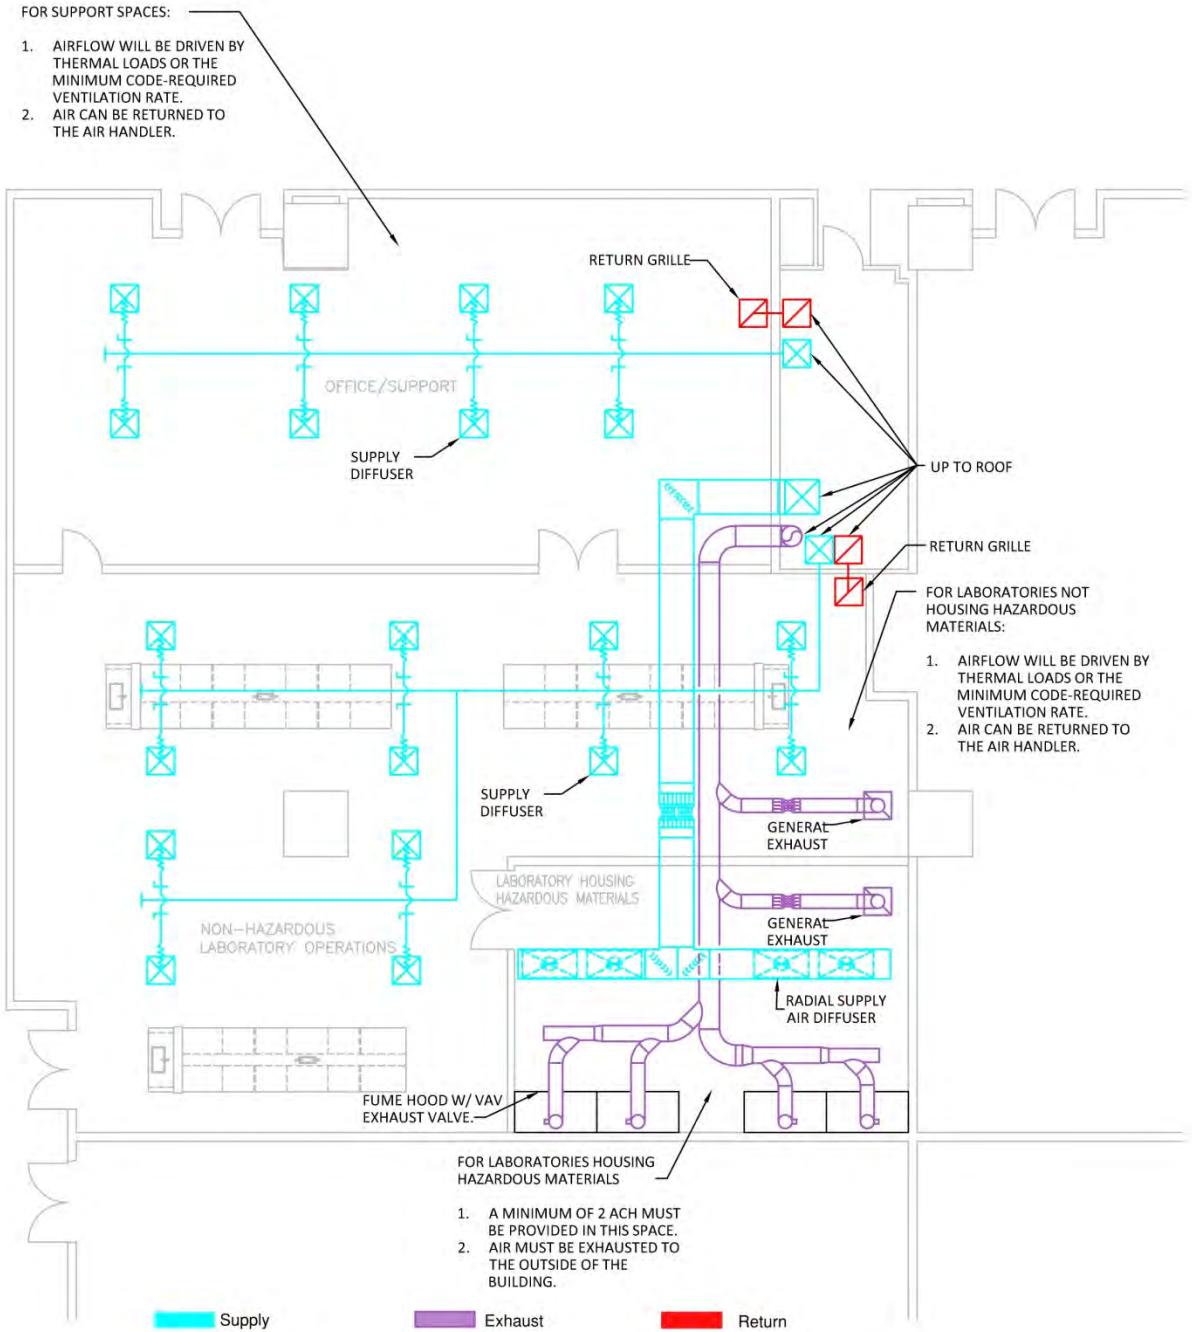 FOR SUPPORT SPACES:
1. AIRFLOW WILL BE DRIVEN BY
THERMAL LOADS OR THE
MINIMUM CODE-REQUIRED
VENTILATION RATE.
2. AIR CAN BE RETURNED TO
THE AIR HANDLER.
RETURN GRILLE
OFFICE/SUPPORT
SUPPLY
DIFFUSER
UP TO ROOF
RETURN GRILLE
FOR LABORATORIES NOT
HOUSING HAZARDOUS
MATERIALS:
1. AIRFLOW WILL BE DRIVEN BY
THERMAL LOADS OR THE
MINIMUM CODE-REQUIRED
VENTILATION RATE.
2. AIR CAN BE RETURNED TO
THE AIR HANDLER.
SUPPLY
DIFFUSER
GENERAL
EXHAUST
LABORATORY HOUSING
HAZARDOUS MATERIALS
GENERAL
EXHAUST
NON-HAZARDOUS
LABORATORY OPERATIONS
RADIAL SUPPLY
AIR DIFFUSER
FUME HOOD W/ VAV
EXHAUST VALVE.
FOR LABORATORIES HOUSING
HAZARDOUS MATERIALS
1. A MINIMUM OF 2 ACH MUST
BE PROVIDED IN THIS SPACE.
2. AIR MUST BE EXHAUSTED TO
THE OUTSIDE OF THE
BUILDING.
Supply
Exhaust
Return